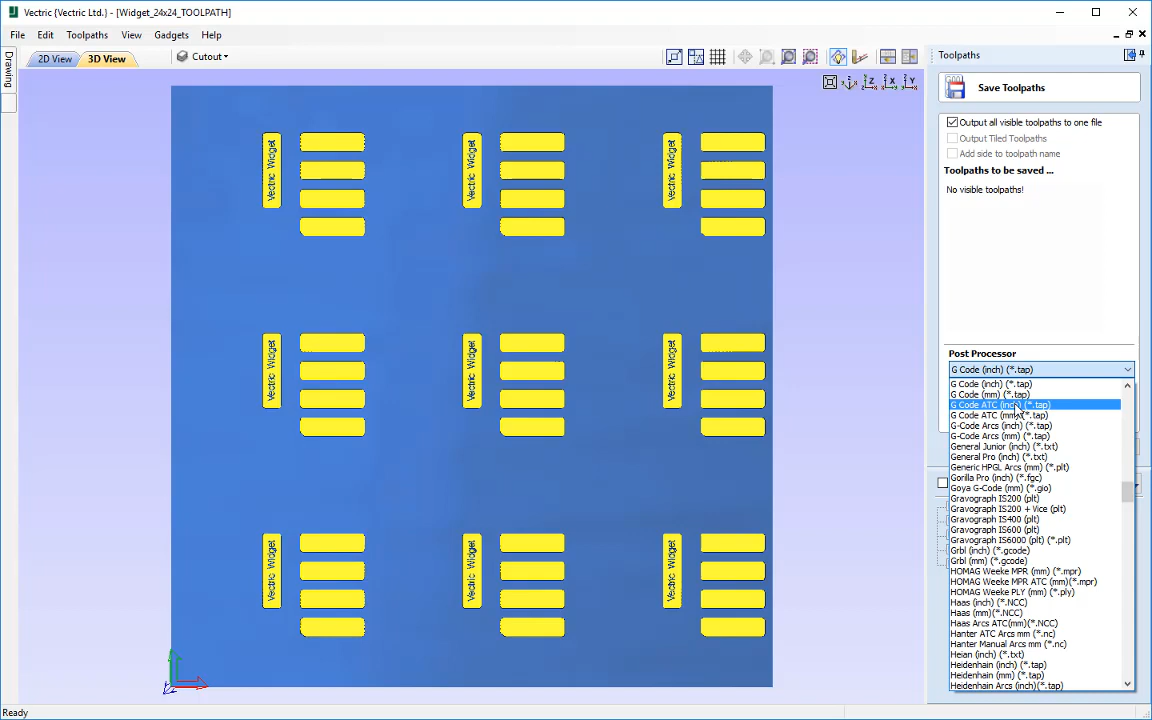 Vectric {Vectric Ltd.} - [Widget_24x24_TOOLPATH]
File Edit Toolpaths View Gadgets Help
Drawing
2D View 3D View Cutout
Z X Y
Vectric Widget
Vectric Widget
Vectric Widget
Vectric Widget
Vectric Widget
Vectric Widget
Vectric Widget
Vectric Widget
Vectric Widget
Toolpaths
Save Toolpaths
Output all visible toolpaths to one file
Output Tiled Toolpaths
Add side to toolpath name
Toolpaths to be saved ...
No visible toolpaths!
Post Processor
G Code (inch) (*.tap)
G Code (inch) (*.tap)
G Code (mm) (*.tap)
G Code ATC (inch) (*.tap)
G Code ATC (mm) (*.tap)
G-Code Arcs (inch) (*.tap)
G-Code Arcs (mm) (*.tap)
General Junior (inch) (*.txt)
General Pro (inch) (*.txt)
Generic HPGL Arcs (mm) (*.plt)
Gorilla Pro (inch) (*.fgc)
Goya G-Code (mm) (*.gio)
Gravograph IS200 (plt)
Gravograph IS200 + Vice (plt)
Gravograph IS400 (plt)
Gravograph IS600 (plt)
Gravograph IS6000 (plt) (*.plt)
Grbl (inch) (*.gcode)
Grbl (mm) (*.gcode)
HOMAG Weeke MPR (mm) (*.mpr)
HOMAG Weeke MPR ATC (mm)(*.mpr)
HOMAG Weeke PLY (mm) (*.ply)
Haas (inch) (*.NCC)
Haas (mm)(*.NCC)
Haas Arcs ATC(mm)(*.NCC)
Hanter ATC Arcs mm (*.nc)
Hanter Manual Arcs mm (*.nc)
Heian (inch) (*.txt)
Heidenhain (inch) (*.tap)
Heidenhain (mm) (*.tap)
Heidenhain Arcs (inch)(*.tap)
Ready